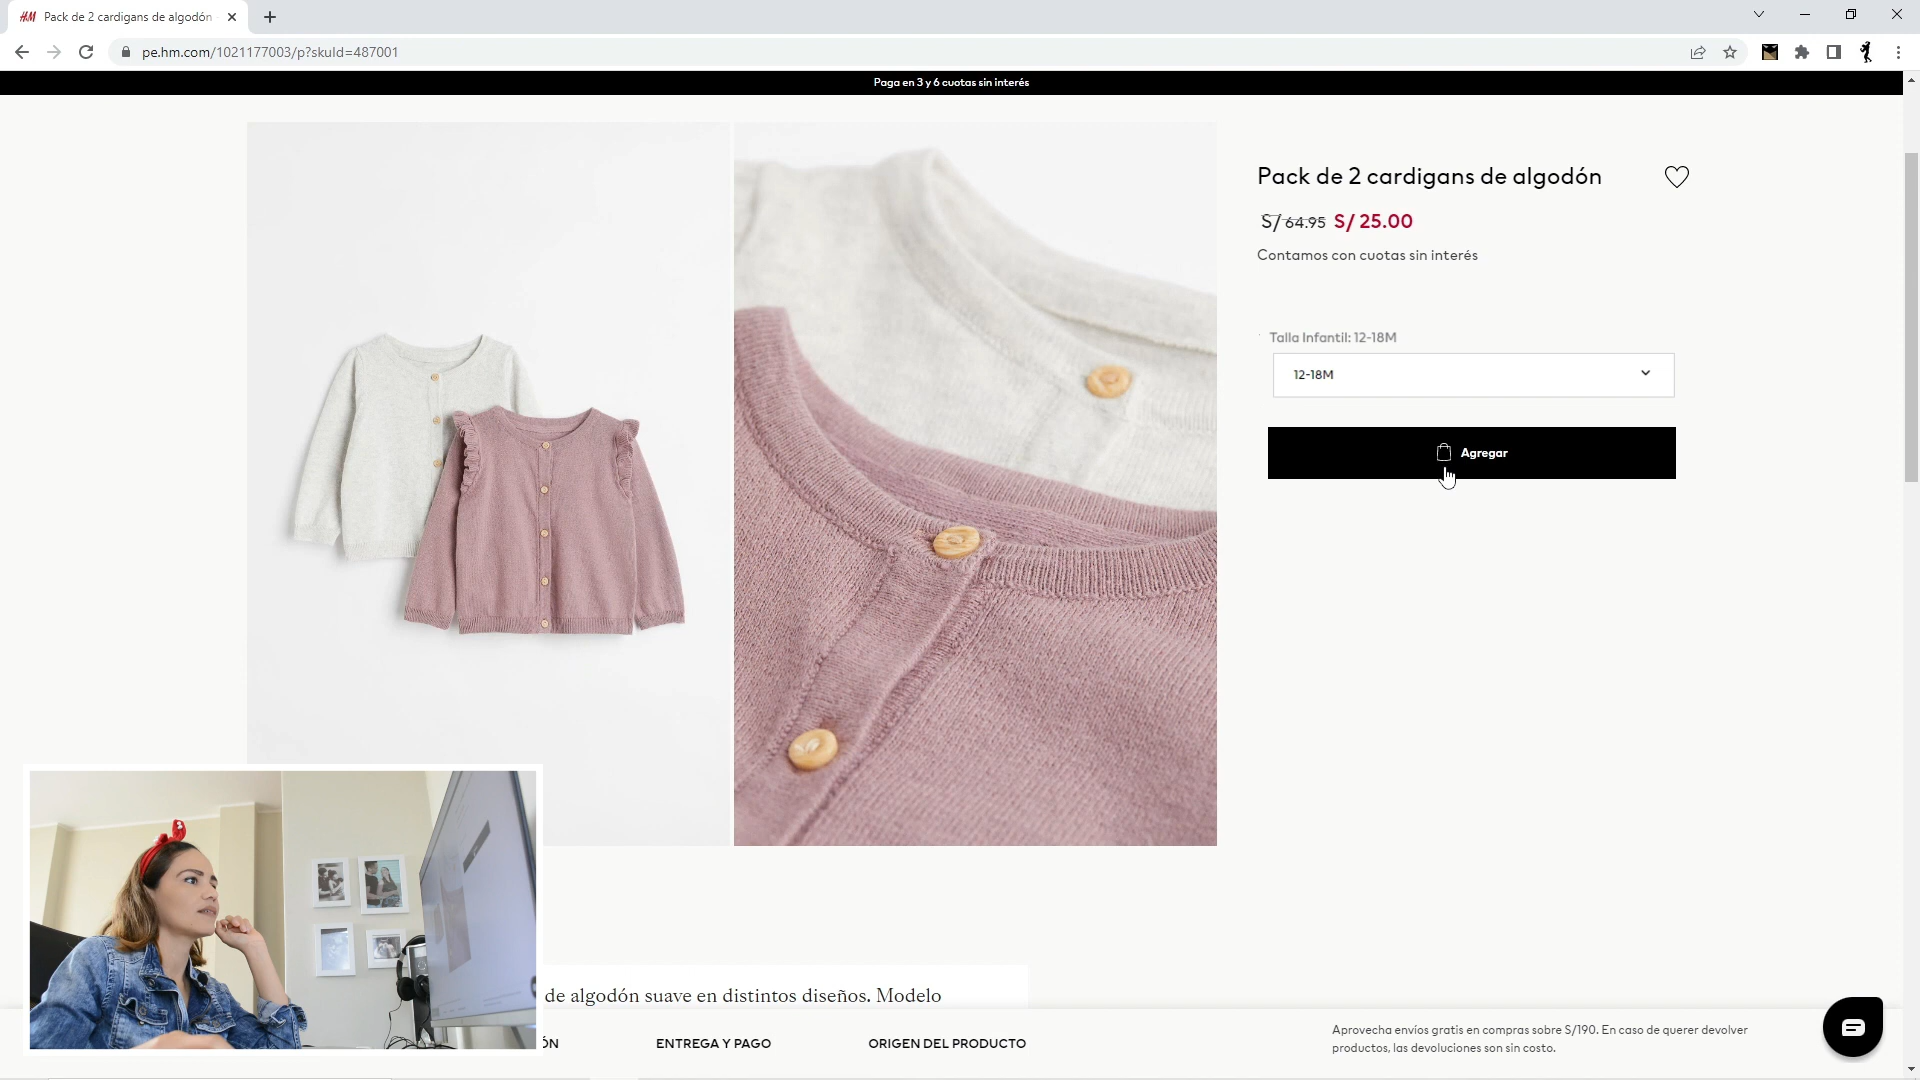 H&M Pack de 2 cardigans de algodón
pe.hm.com/1021177003/p?skuId=487001
Paga en 3 y 6 cuotas sin interés
Pack de 2 cardigans de algodón
S/ 64.95 S/ 25.00
Contamos con cuotas sin interés
Talla Infantil: 12-18M
12-18M
Agregar
de algodón suave en distintos diseños. Modelo
ÓN
ENTREGA Y PAGO
ORIGEN DEL PRODUCTO
Aprovecha envíos gratis en compras sobre S/190. En caso de querer devolver
productos, las devoluciones son sin costo.